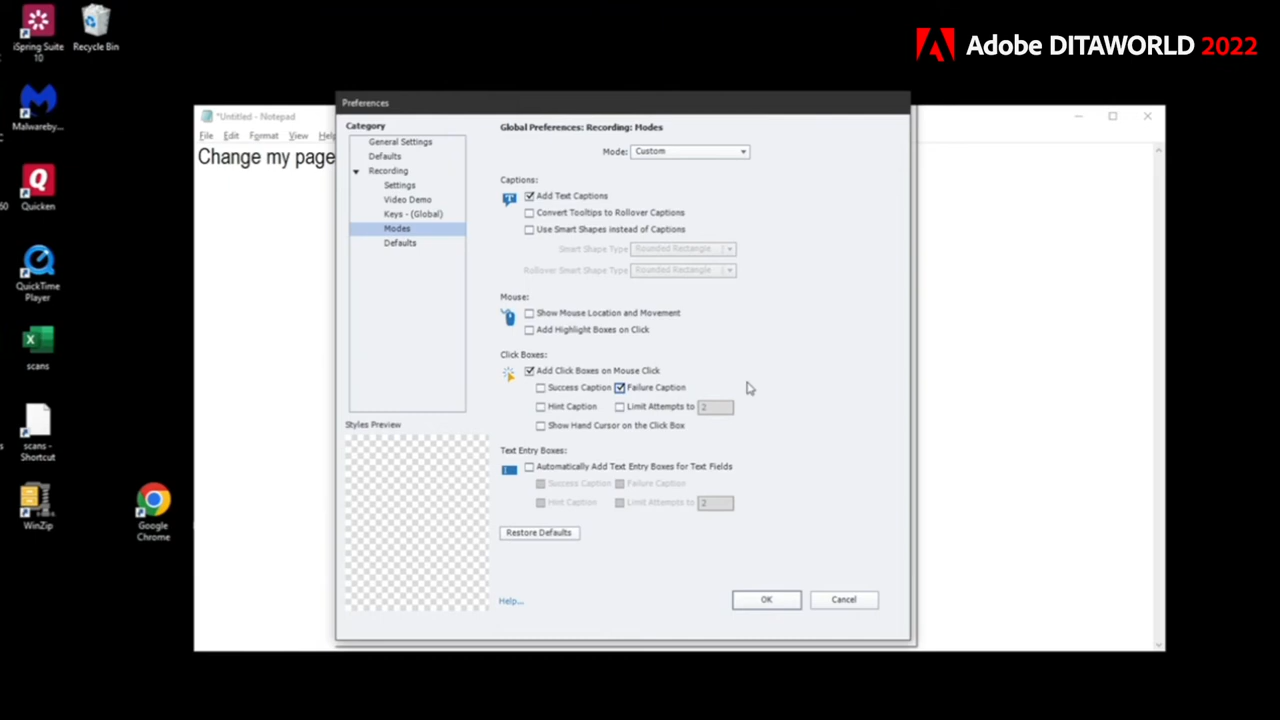 Adobe DITAWORLD 2022
iSpring Suite
10
Recycle Bin
Malwareby...
Quicken
60
QuickTime
Player
scans
scans -
Shortcut
WinZip
Google
Chrome
*Untitled - Notepad
File Edit Format View Help
Change my page
Preferences
Category
General Settings
Defaults
Recording
Settings
Video Demo
Keys - (Global)
Modes
Defaults
Styles Preview
Global Preferences: Recording: Modes
Mode: Custom
Captions:
Add Text Captions
Convert Tooltips to Rollover Captions
Use Smart Shapes instead of Captions
Smart Shape Type Rounded Rectangle
Rollover Smart Shape Type Rounded Rectangle
Mouse:
Show Mouse Location and Movement
Add Highlight Boxes on Click
Click Boxes:
Add Click Boxes on Mouse Click
Success Caption Failure Caption
Hint Caption Limit Attempts to 2
Show Hand Cursor on the Click Box
Text Entry Boxes:
Automatically Add Text Entry Boxes for Text Fields
Success Caption Failure Caption
Hint Caption Limit Attempts to 2
Restore Defaults
Help...
OK Cancel